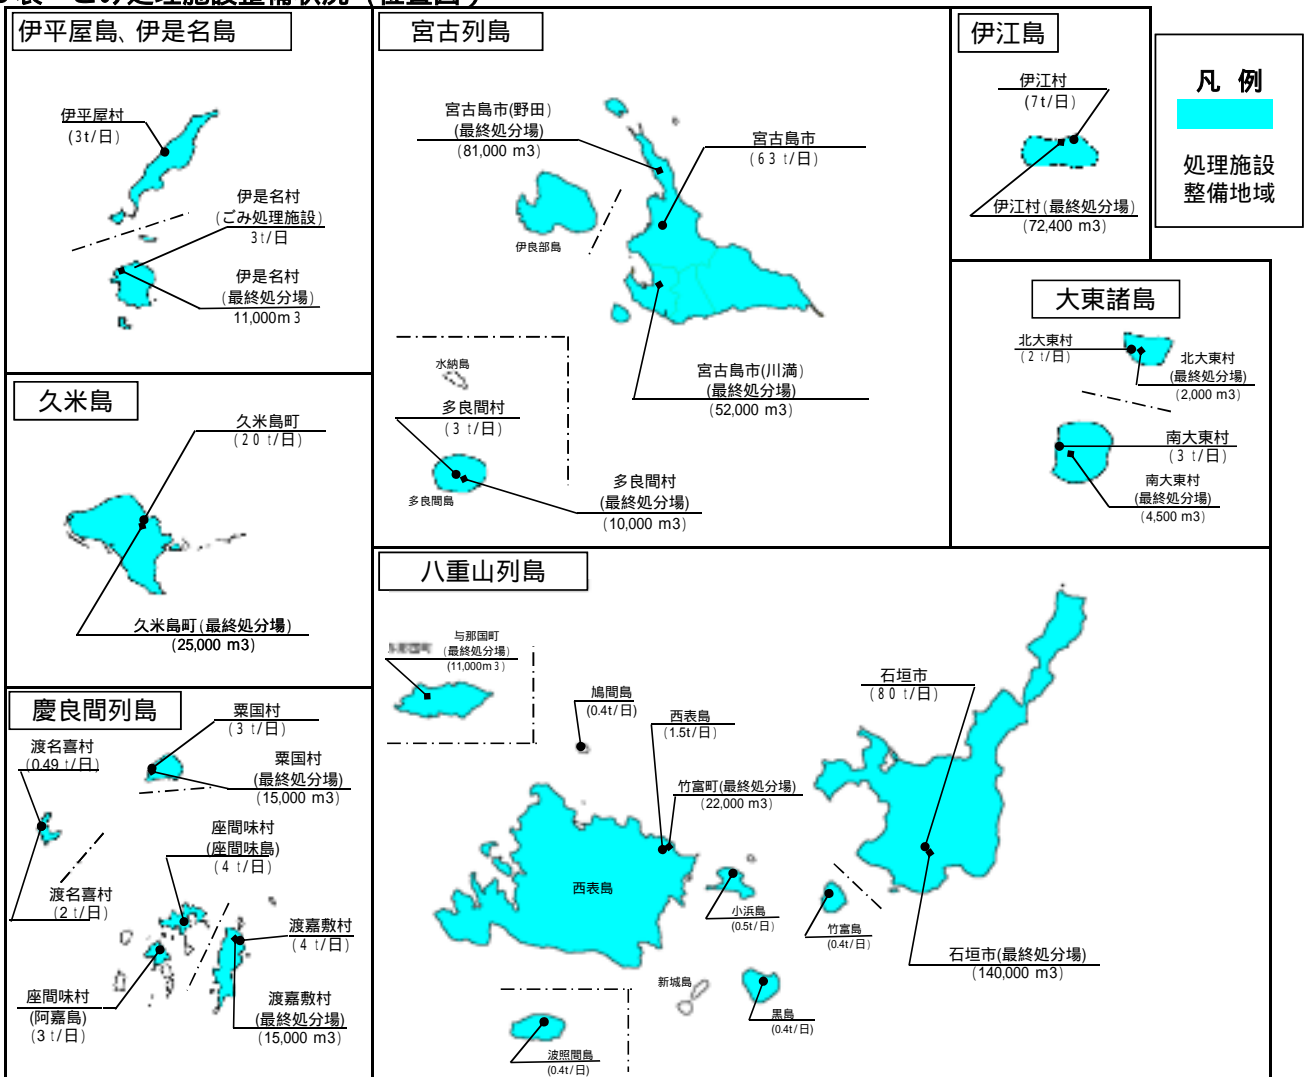 ごみ処理施設整備状況（位置図）
伊平屋島、伊是名島
伊平屋村
(3t/日)
伊是名村
(ごみ処理施設)
3t/日
伊是名村
(最終処分場)
11,000m3
宮古列島
宮古島市(野田)
(最終処分場)
(81,000 m3)
宮古島市
(63 t/日)
伊良部島
宮古島市(川満)
(最終処分場)
(52,000 m3)
水納島
多良間村
(3 t/日)
多良間島
多良間村
(最終処分場)
(10,000 m3)
伊江島
伊江村
(7t/日)
伊江村(最終処分場)
(72,400 m3)
凡 例
処理施設
整備地域
大東諸島
北大東村
(2 t/日)
北大東村
(最終処分場)
(2,000 m3)
南大東村
(3 t/日)
南大東村
(最終処分場)
(4,500 m3)
久米島
久米島町
(20 t/日)
久米島町(最終処分場)
(25,000 m3)
慶良間列島
粟国村
(3 t/日)
粟国村
(最終処分場)
(15,000 m3)
渡名喜村
(0.49 t/日)
渡名喜村
(2 t/日)
座間味村
(座間味島)
(4 t/日)
渡嘉敷村
(4 t/日)
座間味村
(阿嘉島)
(3 t/日)
渡嘉敷村
(最終処分場)
(15,000 m3)
八重山列島
与那国町
(最終処分場)
(11,000m3)
鳩間島
(0.4t/日)
西表島
(1.5t/日)
竹富町(最終処分場)
(22,000 m3)
石垣市
(80 t/日)
西表島
小浜島
(0.5t/日)
竹富島
(0.4t/日)
石垣市(最終処分場)
(140,000 m3)
新城島
黒島
(0.4t/日)
波照間島
(0.4t/日)